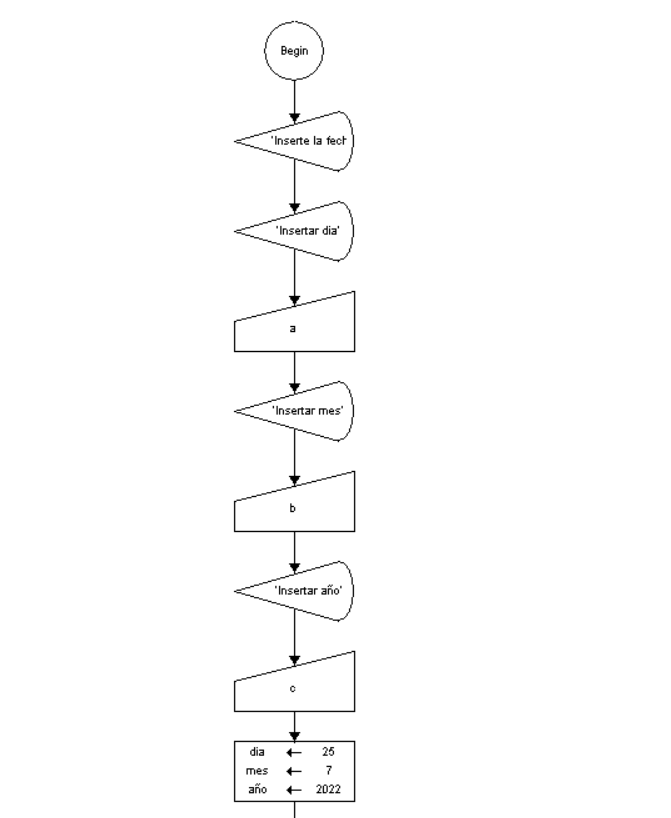 Begin
'Inserte la fech
'Insertar dia'
a
'Insertar mes'
b
'Insertar año'
c
dia ← 25
mes ← 7
año ← 2022